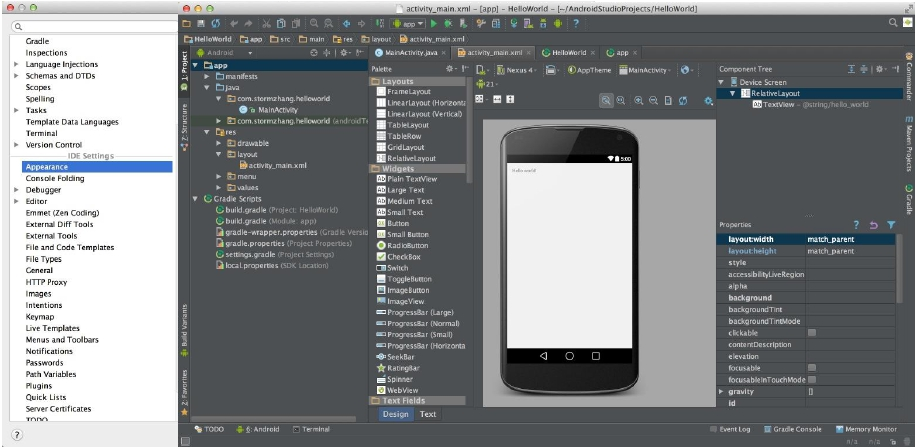 Gradle
Inspections
Language Injections
Schemas and DTDs
Scopes
Spelling
Tasks
Template Data Languages
Terminal
Version Control
IDE Settings
Appearance
Console Folding
Debugger
Editor
Emmet (Zen Coding)
External Diff Tools
External Tools
File and Code Templates
File Types
General
HTTP Proxy
Images
Intentions
Keymap
Live Templates
Menus and Toolbars
Notifications
Passwords
Path Variables
Plugins
Quick Lists
Server Certificates
TODO
?
activity_main.xml - [app] - HelloWorld - [~/AndroidStudioProjects/HelloWorld]
app
HelloWorld app src main res layout activity_main.xml
1: Project
2: Structure
Build Variants
2: Favorites
Android
app
manifests
java
com.stormzhang.helloworld
MainActivity
com.stormzhang.helloworld (androidTe
res
drawable
layout
activity_main.xml
menu
values
Gradle Scripts
build.gradle (Project: HelloWorld)
build.gradle (Module: app)
gradle-wrapper.properties (Gradle Versio
gradle.properties (Project Properties)
settings.gradle (Project Settings)
local.properties (SDK Location)
MainActivity.java activity_main.xml HelloWorld app
Palette
Layouts
FrameLayout
LinearLayout (Horizonta
LinearLayout (Vertical)
TableLayout
TableRow
GridLayout
RelativeLayout
Widgets
Plain TextView
Large Text
Medium Text
Small Text
Button
Small Button
RadioButton
CheckBox
Switch
ToggleButton
ImageButton
ImageView
ProgressBar (Large)
ProgressBar (Normal)
ProgressBar (Small)
ProgressBar (Horizonta
SeekBar
RatingBar
Spinner
WebView
Text Fields
Design Text
Nexus 4 AppTheme MainActivity
21
5:00
Hello world!
Component Tree
Device Screen
RelativeLayout
TextView - @string/hello_world
Properties
layout:width match_parent
layout:height match_parent
style
accessibilityLiveRegion
alpha
background
backgroundTint
backgroundTintMode
clickable
contentDescription
elevation
focusable
focusableInTouchMode
gravity []
id
Commander
Maven Projects
Gradle
TODO 6: Android Terminal
Event Log Gradle Console Memory Monitor
n/a n/a